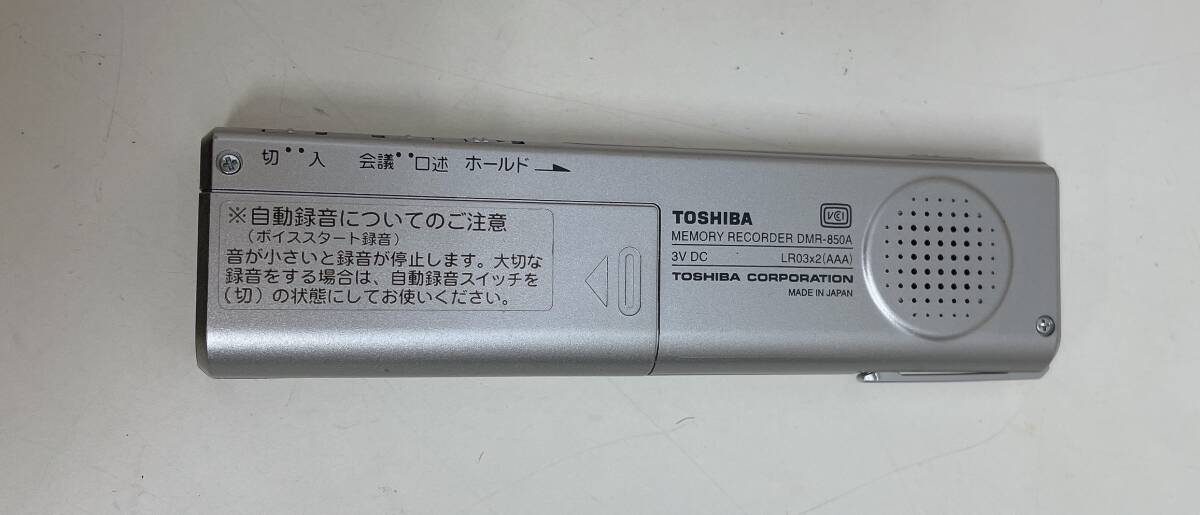 切・・入 会議・・口述 ホールド
※自動録音についてのご注意
(ボイススタート録音)
音が小さいと録音が停止します。大切な
録音をする場合は、自動録音スイッチを
(切)の状態にしてお使いください。
TOSHIBA VCI
MEMORY RECORDER DMR-850A
3V DC LR03x2(AAA)
TOSHIBA CORPORATION
MADE IN JAPAN